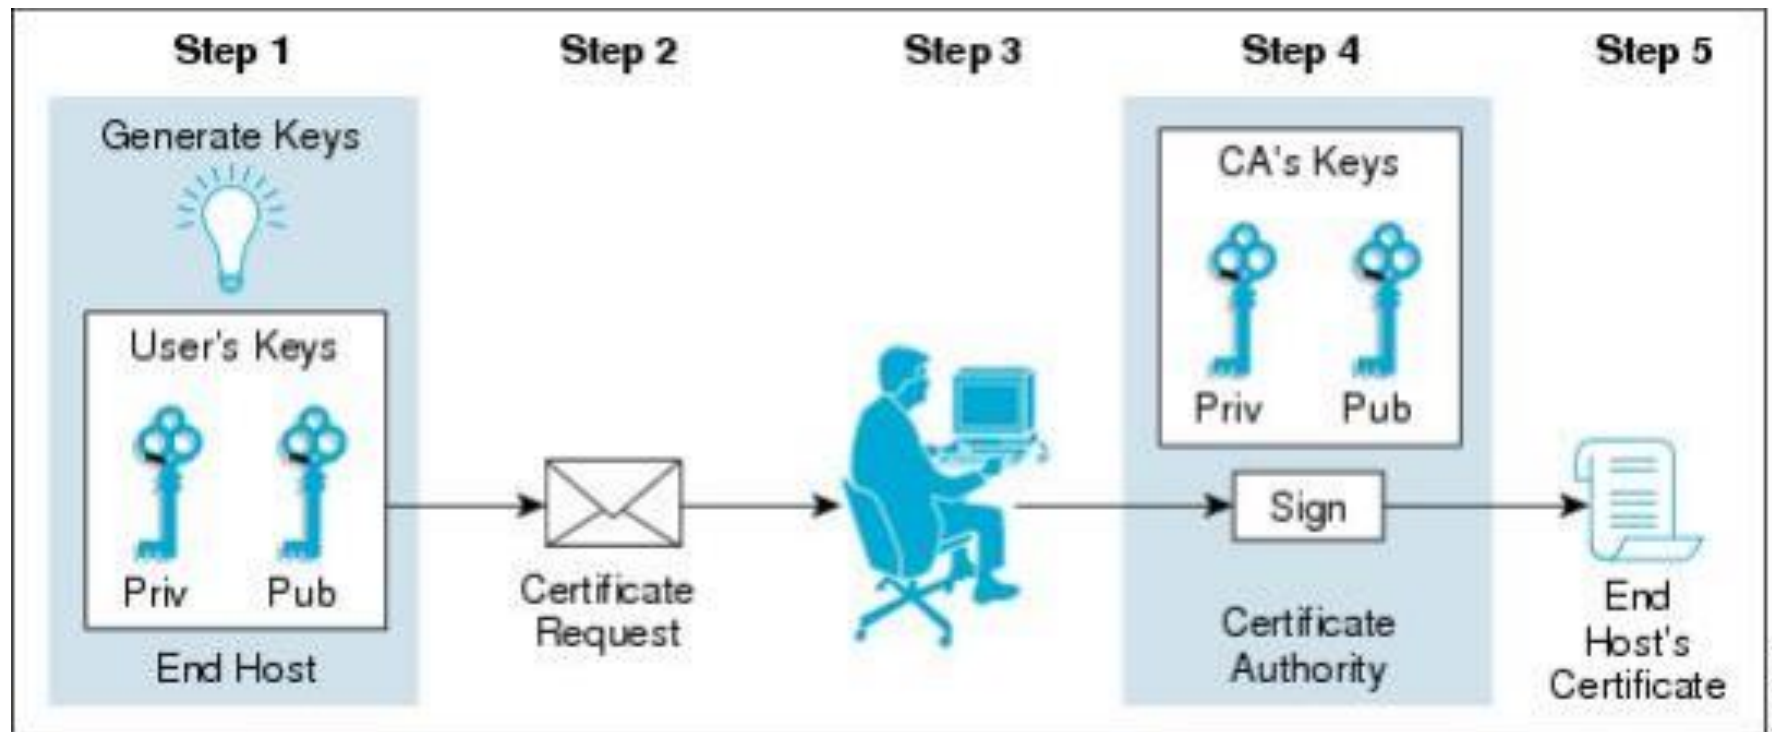 Step 1
Step 2
Step 3
Step 4
Step 5
Generate Keys
User's Keys
Priv
Pub
End Host
Certificate
Request
CA's Keys
Priv
Pub
Sign
Certificate
Authority
End
Host's
Certificate